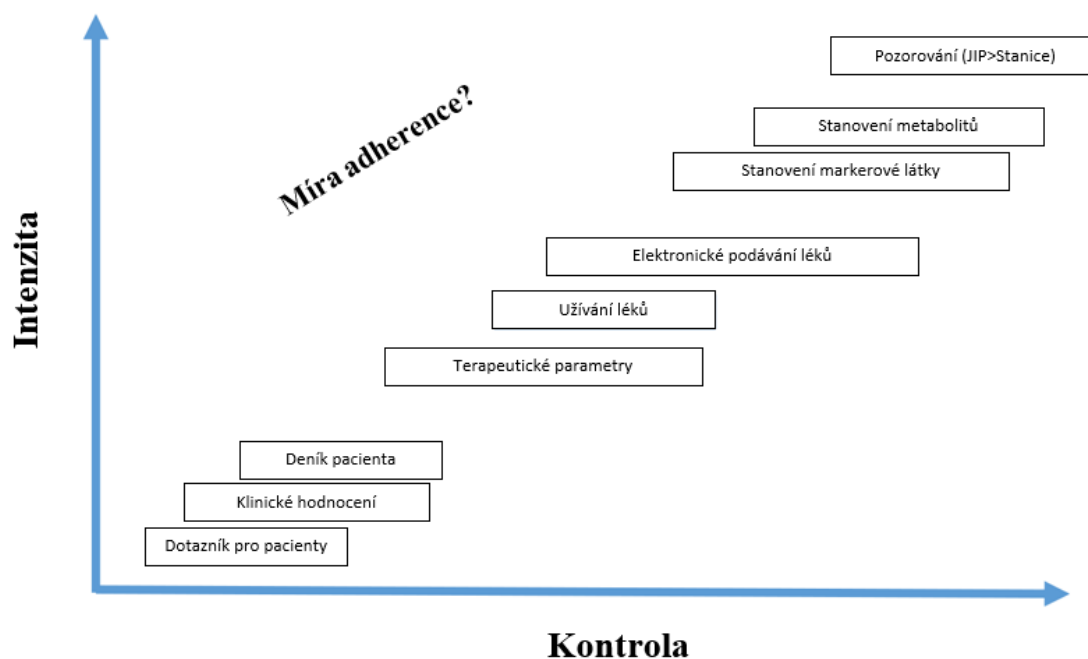 Pozorování (JIP>Stanice)
Míra adherence?
Stanovení metabolitů
Stanovení markerové látky
Intenzita
Elektronické podávání léků
Užívání léků
Terapeutické parametry
Deník pacienta
Klinické hodnocení
Dotazník pro pacienty
Kontrola